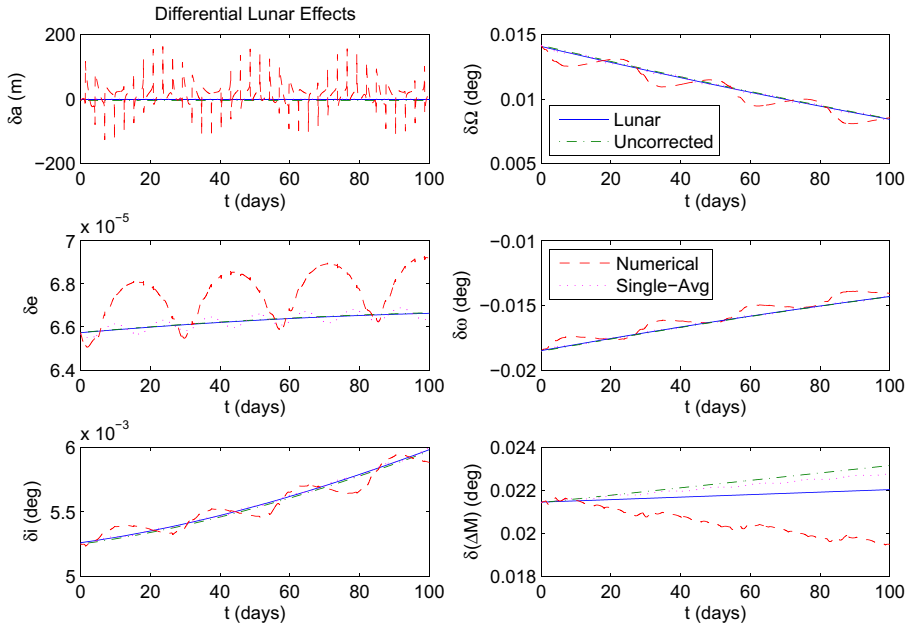 Differential Lunar Effects
200
0
−200
δa (m)
0 20 40 60 80 100
t (days)
0.015
0.01
0.005
δΩ (deg)
Lunar
Uncorrected
0 20 40 60 80 100
t (days)
x 10⁻⁵
7
6.8
6.6
6.4
δe
0 20 40 60 80 100
t (days)
−0.01
−0.015
−0.02
δω (deg)
Numerical
Single−Avg
0 20 40 60 80 100
t (days)
x 10⁻³
6
5.5
5
δi (deg)
0 20 40 60 80 100
t (days)
0.024
0.022
0.02
0.018
δ(ΔM) (deg)
0 20 40 60 80 100
t (days)